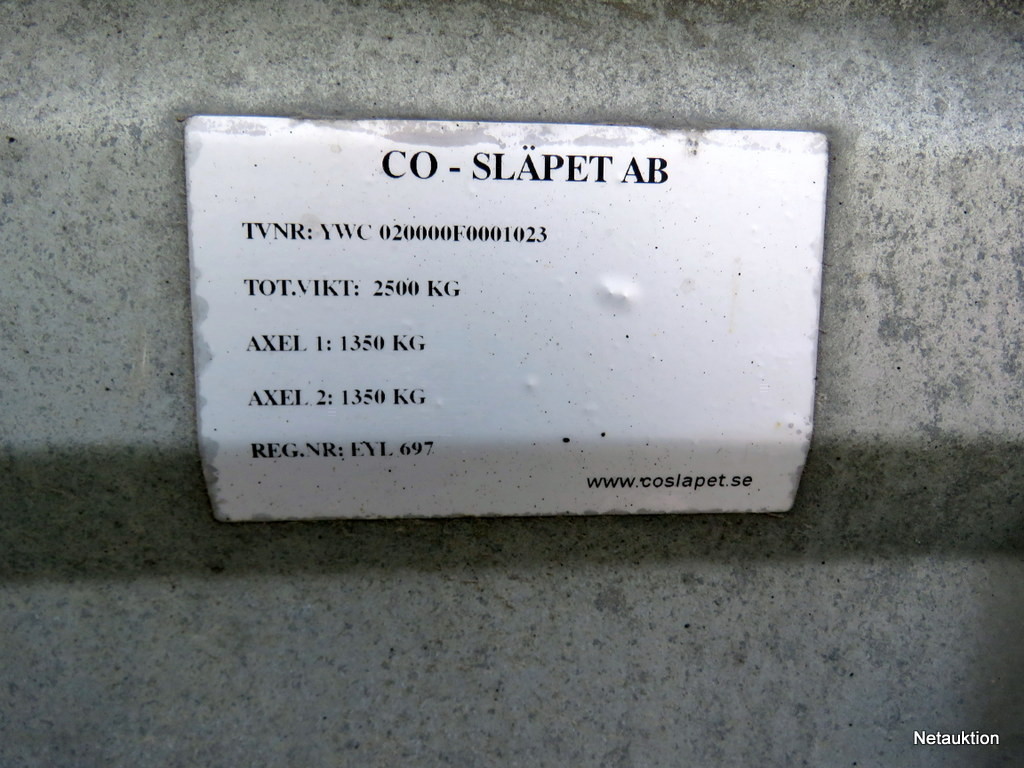 CO - SLÄPET AB
TVNR: YWC 020000F0001023
TOT.VIKT: 2500 KG
AXEL 1: 1350 KG
AXEL 2: 1350 KG
REG.NR: EYL 697
www.coslapet.se
Netauktion